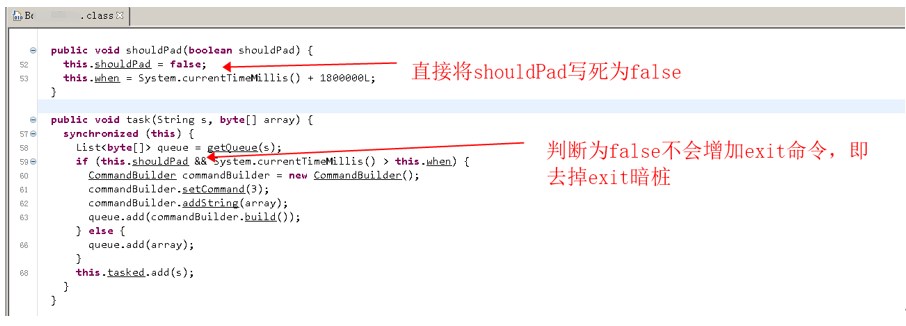 Be .class
public void shouldPad(boolean shouldPad) {
52 this.shouldPad = false;
直接将shouldPad写死为false
53 this.when = System.currentTimeMillis() + 1800000L;
}
public void task(String s, byte[] array) {
57 synchronized (this) {
58 List<byte[]> queue = getQueue(s);
判断为false不会增加exit命令，即
59 if (this.shouldPad && System.currentTimeMillis() > this.when) {
60 CommandBuilder commandBuilder = new CommandBuilder();
去掉exit暗桩
61 commandBuilder.setCommand(3);
62 commandBuilder.addString(array);
63 queue.add(commandBuilder.build());
} else {
66 queue.add(array);
}
68 this.tasked.add(s);
}
}